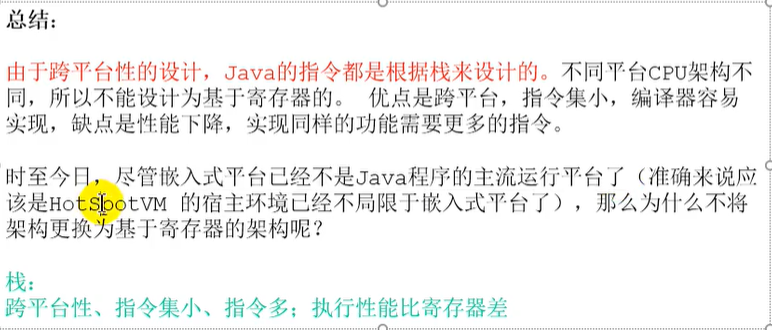 总结：
由于跨平台性的设计，Java的指令都是根据栈来设计的。不同平台CPU架构不
同，所以不能设计为基于寄存器的。 优点是跨平台，指令集小，编译器容易
实现，缺点是性能下降，实现同样的功能需要更多的指令。
时至今日，尽管嵌入式平台已经不是Java程序的主流运行平台了（准确来说应
该是HotSpotVM 的宿主环境已经不局限于嵌入式平台了），那么为什么不将
架构更换为基于寄存器的架构呢？
栈：
跨平台性、指令集小、指令多；执行性能比寄存器差